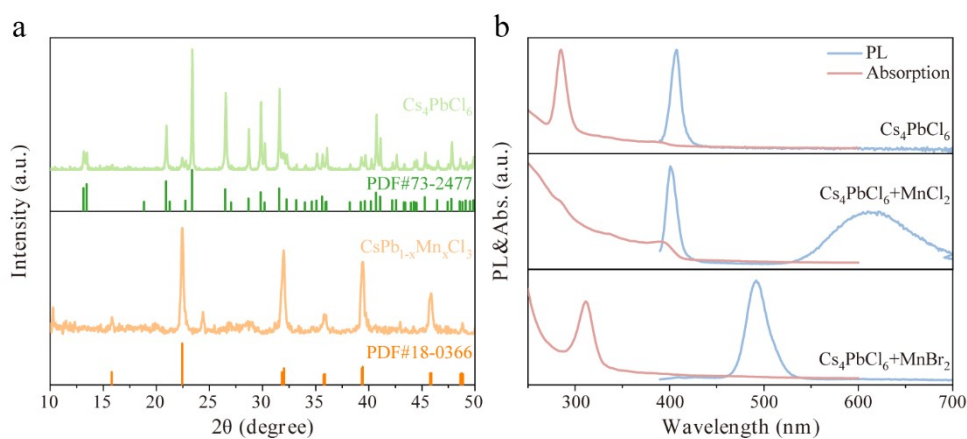 a
Intensity (a.u.)
Cs₄PbCl₆
PDF#73-2477
CsPb₁₋ₓMnₓCl₃
PDF#18-0366
10 15 20 25 30 35 40 45 50
2θ (degree)
b
PL&Abs. (a.u.)
PL
Absorption
Cs₄PbCl₆
Cs₄PbCl₆+MnCl₂
Cs₄PbCl₆+MnBr₂
300 400 500 600 700
Wavelength (nm)